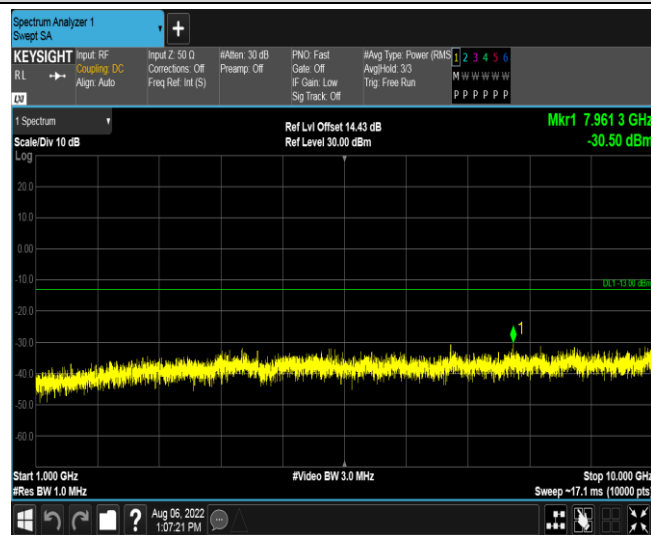 Spectrum Analyzer 1
Swept SA
+
KEYSIGHT
RL
Input: RF
Coupling: DC
Align: Auto
Input Z: 50 Ω
Corrections: Off
Freq Ref: Int (S)
#Atten: 30 dB
Preamp: Off
PNO: Fast
Gate: Off
IF Gain: Low
Sig Track: Off
#Avg Type: Power (RMS
Avg|Hold: 3/3
Trig: Free Run
1 2 3 4 5 6
M W W W W W
P P P P P P
LXI
1 Spectrum
Scale/Div 10 dB
Log
Ref Lvl Offset 14.43 dB
Ref Level 30.00 dBm
Mkr1 7.961 3 GHz
-30.50 dBm
20.0
10.0
0.00
-10.0
DL1 -13.00 dBm
-20.0
-30.0
1
-40.0
-50.0
-60.0
Start 1.000 GHz
#Res BW 1.0 MHz
#Video BW 3.0 MHz
Stop 10.000 GHz
Sweep ~17.1 ms (10000 pts)
?
Aug 06, 2022
1:07:21 PM